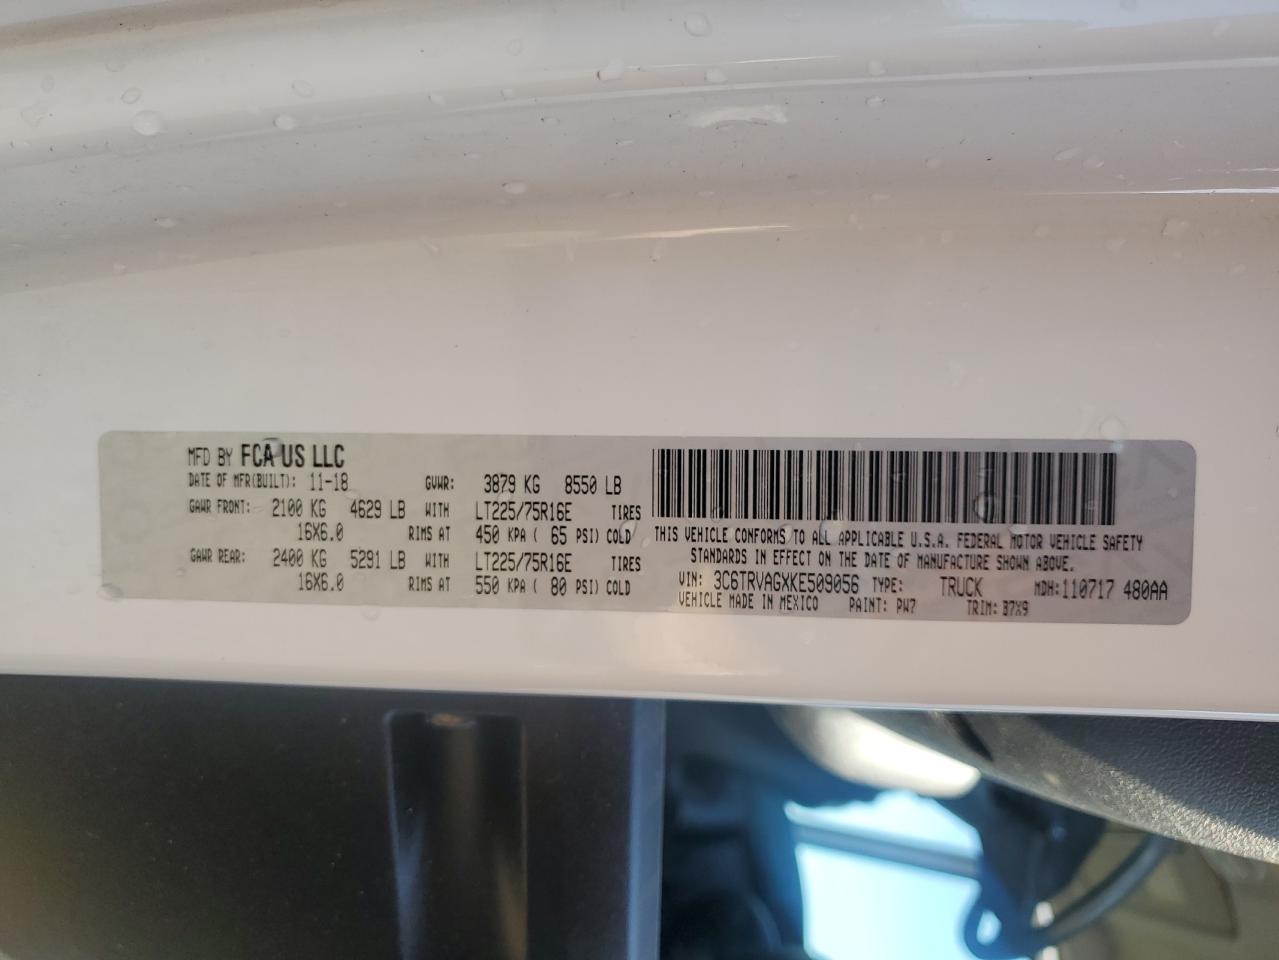 MFD BY FCA US LLC
DATE OF MFR(BUILT): 11-18 GVWR: 3879 KG 8550 LB
GAWR FRONT: 2100 KG 4629 LB WITH LT225/75R16E TIRES
16X6.0 RIMS AT 450 KPA ( 65 PSI) COLD
GAWR REAR: 2400 KG 5291 LB WITH LT225/75R16E TIRES
16X6.0 RIMS AT 550 KPA ( 80 PSI) COLD
THIS VEHICLE CONFORMS TO ALL APPLICABLE U.S.A. FEDERAL MOTOR VEHICLE SAFETY
STANDARDS IN EFFECT ON THE DATE OF MANUFACTURE SHOWN ABOVE.
VIN: 3C6TRVAGXKE509056 TYPE: TRUCK MDH:110717 480AA
VEHICLE MADE IN MEXICO PAINT: PW7 TRIM: B7X9